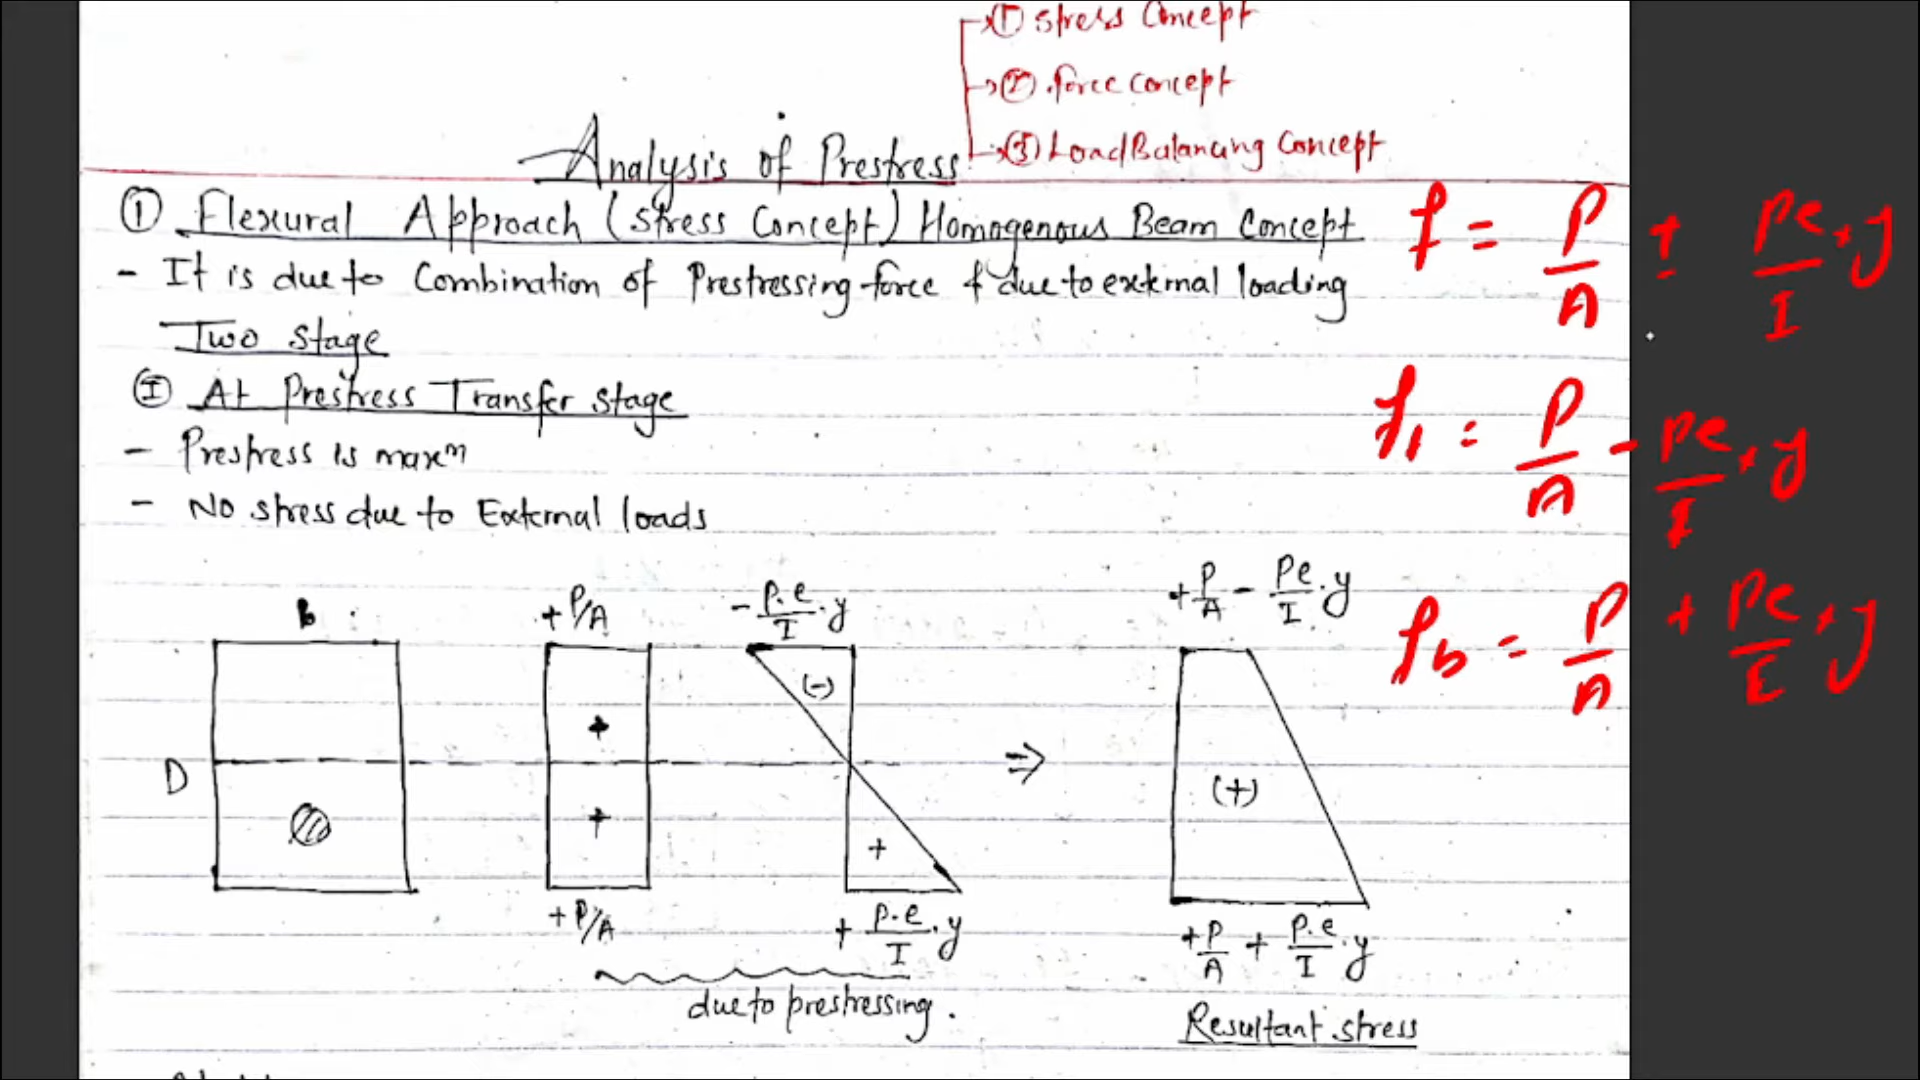 →① Stress Concept
→② force concept
→③ Load Balancing Concept
Analysis of Prestress
① Flexural Approach (Stress Concept) Homogenous Beam Concept
- It is due to Combination of Prestressing force & due to external loading
Two stage
Ⓘ At Prestress Transfer stage
- Prestress is maxᵐ
- No stress due to External loads
f = P/A ± Pe/I × y
f₁ = P/A - Pe/I × y
f_b = P/A + Pe/I × y
B
D
+P/A
+
+
+P/A
- P.e/I . y
(-)
+
+ P.e/I . y
due to prestressing.
⇒
+P/A - Pe/I . y
(+)
+P/A + P.e/I . y
Resultant stress